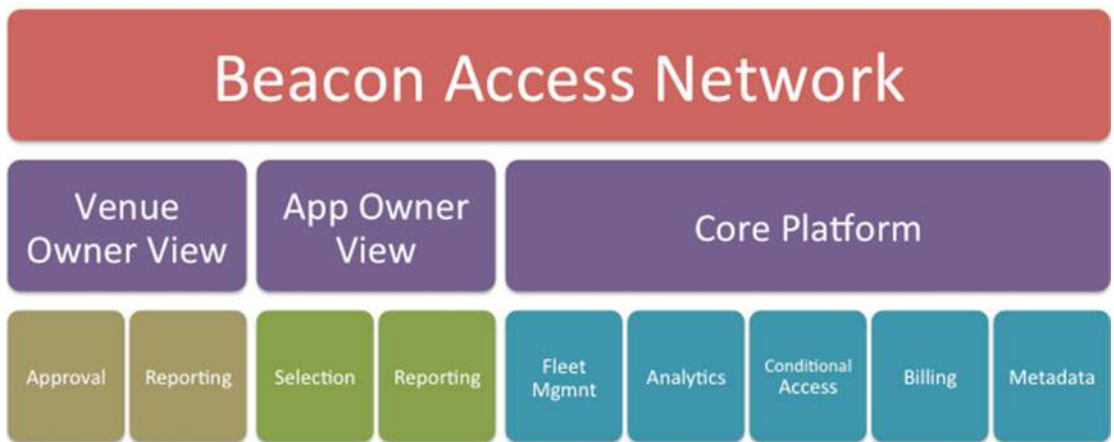 Beacon Access Network
Venue
Owner View
App Owner
View
Core Platform
Approval
Reporting
Selection
Reporting
Fleet
Mgmnt
Analytics
Conditional
Access
Billing
Metadata